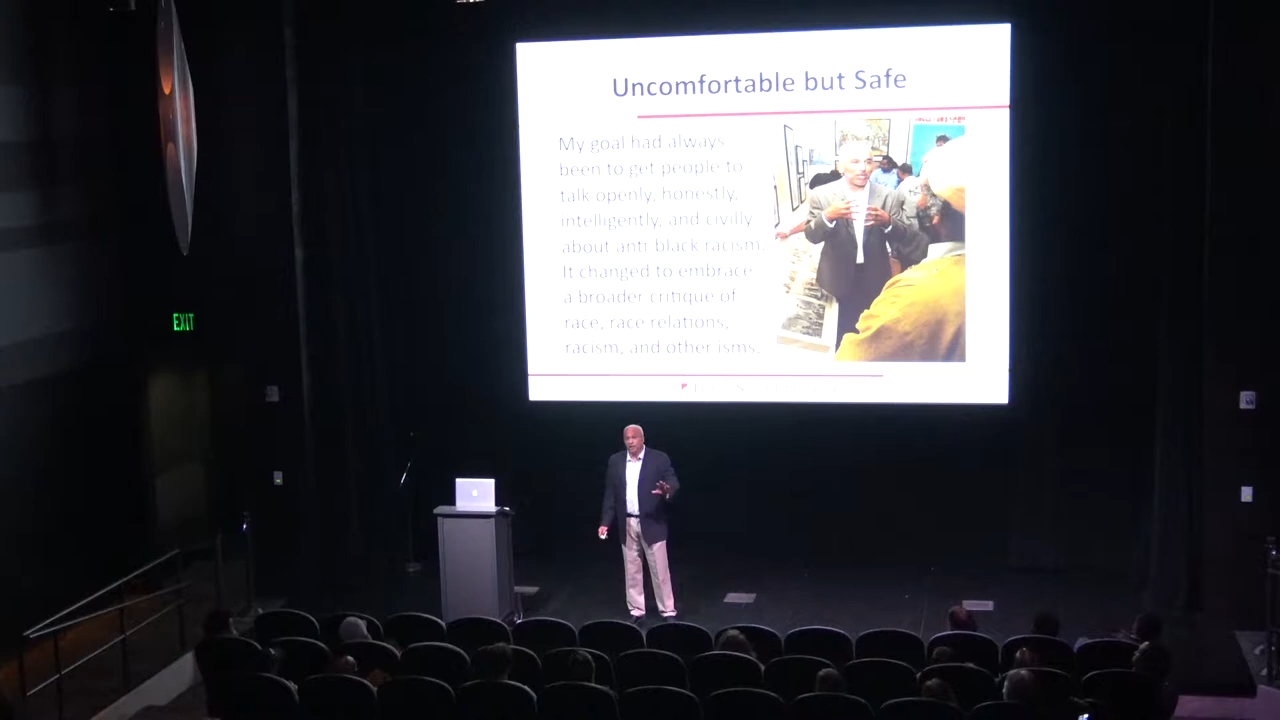 Uncomfortable but Safe
My goal had always
been to get people to
talk openly, honestly,
intelligently, and civilly
about anti black racism.
It changed to embrace
a broader critique of
race, race relations,
racism, and other isms.
EXIT